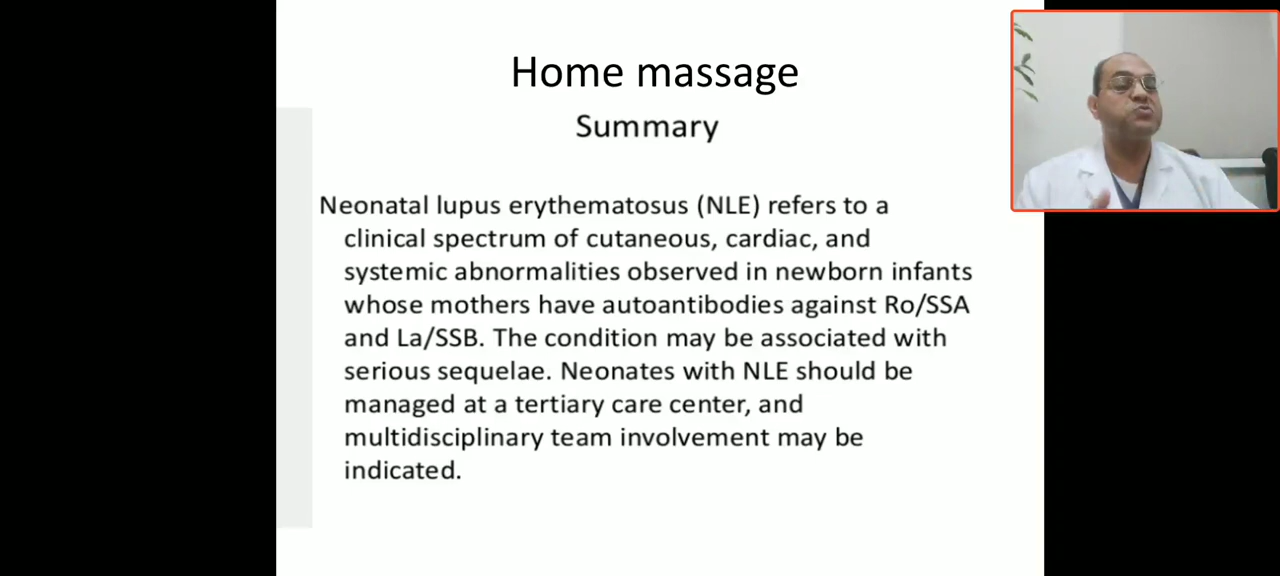 Home massage
Summary
Neonatal lupus erythematosus (NLE) refers to a
clinical spectrum of cutaneous, cardiac, and
systemic abnormalities observed in newborn infants
whose mothers have autoantibodies against Ro/SSA
and La/SSB. The condition may be associated with
serious sequelae. Neonates with NLE should be
managed at a tertiary care center, and
multidisciplinary team involvement may be
indicated.